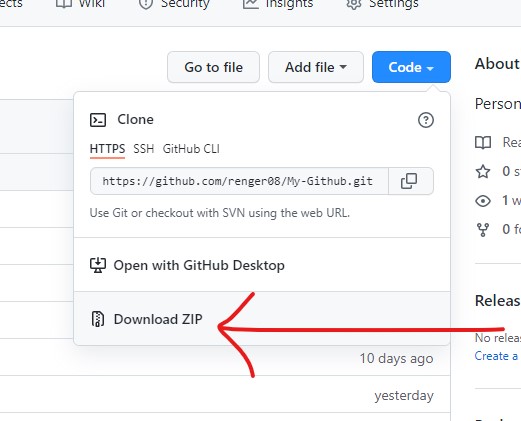 Wiki
Security
Insights
Settings
Go to file
Add file
Code
About
Clone
HTTPS SSH GitHub CLI
https://github.com/renger08/My-Github.git
Use Git or checkout with SVN using the web URL.
Open with GitHub Desktop
Download ZIP
10 days ago
yesterday
Person
Rea
0 s
1 w
0 fo
Releas
No releas
Create a